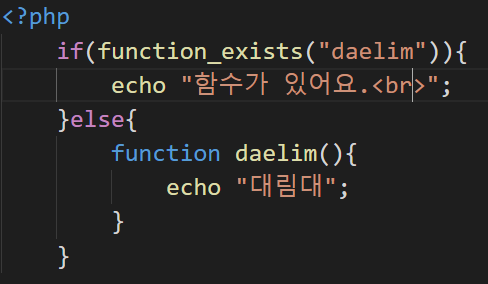 <?php
    if(function_exists("daelim")){
        echo "함수가 있어요.<br>";
    }else{
        function daelim(){
            echo "대림대";
        }
    }